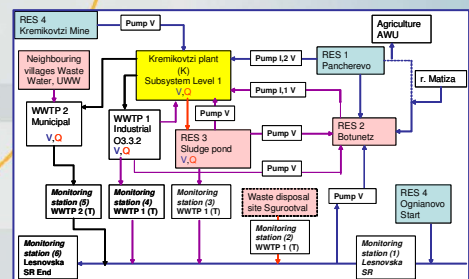 RES 4
Kremikovtzi Mine
Pump V
Agriculture
AWU
Neighbouring
villages Waste
Water, UWW
Kremikovtzi plant
(K)
Subsystem Level 1
V,Q
Pump I,2 V
RES 1
Pancherevo
r. Matiza
Pump I,1 V
WWTP 2
Municipal
V,Q
WWTP 1
Industrial
O3.3.2
V,Q
Pump V
RES 3
Sludge pond
V,Q
Pump V
RES 2
Botunetz
Pump V
Monitoring
station (5)
WWTP 2 (T)
Monitoring
station (4)
WWTP 1 (T)
Monitoring
station (3)
WWTP 1 (T)
Waste disposal
site Sgurootval
Pump V
RES 4
Ognianovo
Start
Monitoring
station (6)
Lesnovska
SR End
Monitoring
station (2)
WWTP 1 (T)
Monitoring
station (1)
Lesnovska
SR